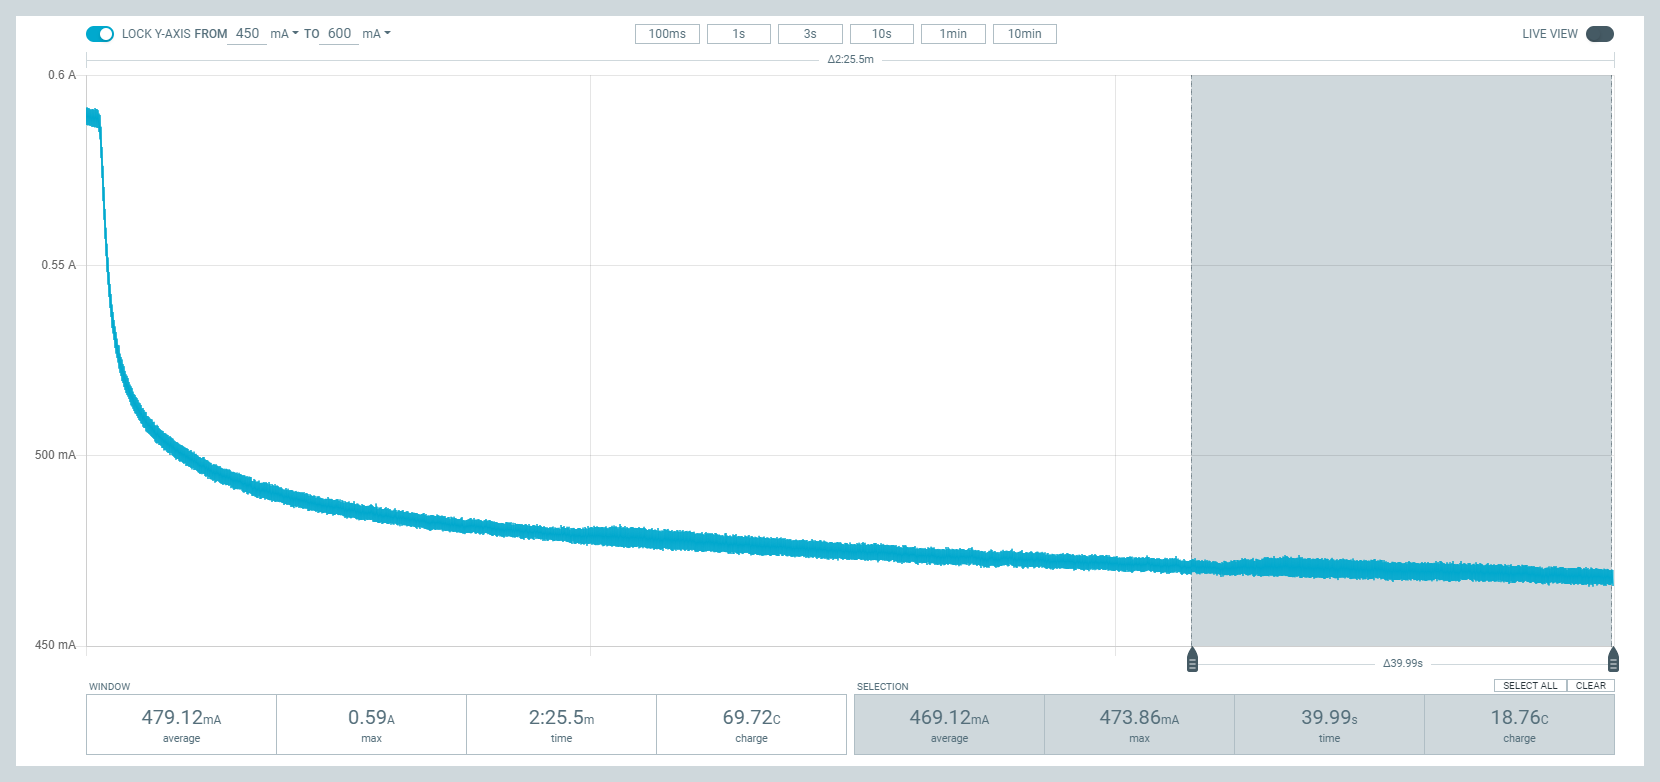 LOCK Y-AXIS FROM 450 mA TO 600 mA
100ms 1s 3s 10s 1min 10min
LIVE VIEW
Δ2:25.5m
0.6 A
0.55 A
500 mA
450 mA
Δ39.99s
WINDOW
479.12mA 0.59A 2:25.5m 69.72C
average max time charge
SELECTION
SELECT ALL CLEAR
469.12mA 473.86mA 39.99s 18.76C
average max time charge